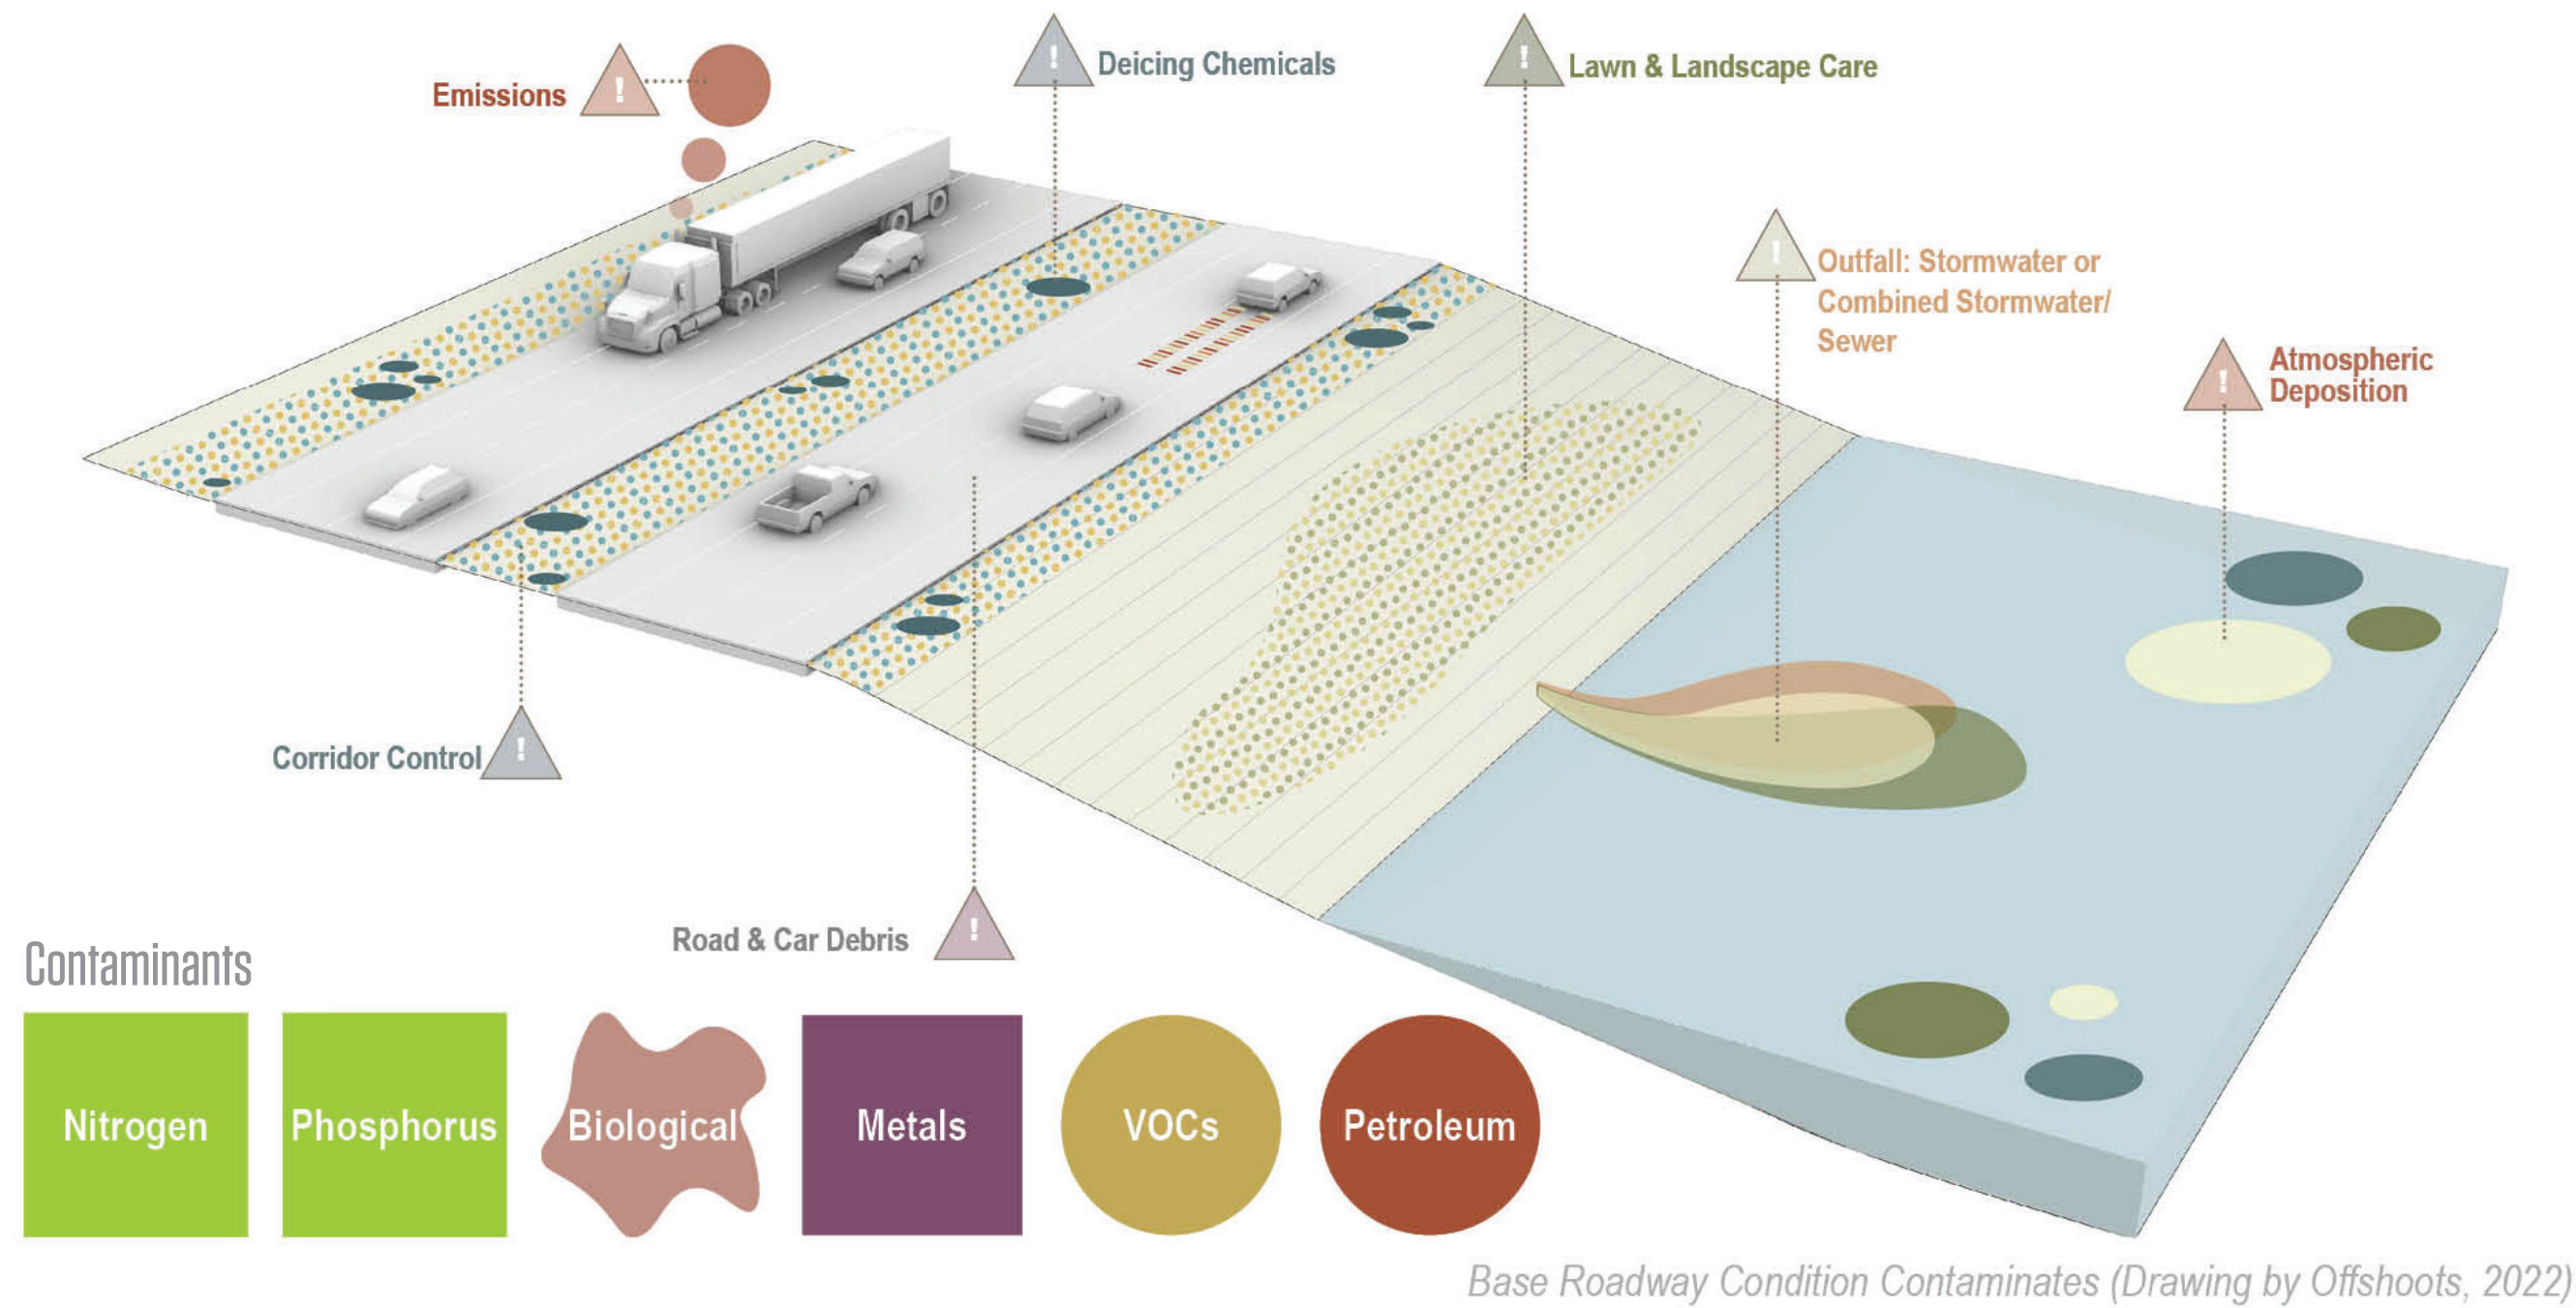 Emissions
Deicing Chemicals
Lawn & Landscape Care
Outfall: Stormwater or
Combined Stormwater/
Sewer
Atmospheric
Deposition
Corridor Control
Road & Car Debris
Contaminants
Nitrogen
Phosphorus
Biological
Metals
VOCs
Petroleum
Base Roadway Condition Contaminates (Drawing by Offshoots, 2022)